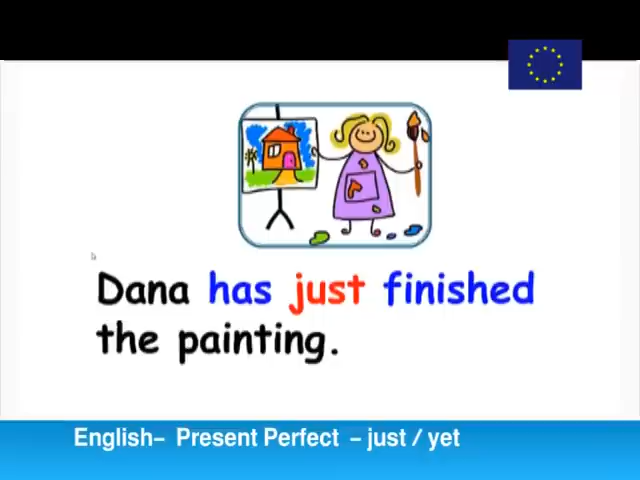 Dana has just finished
the painting.
English– Present Perfect – just / yet